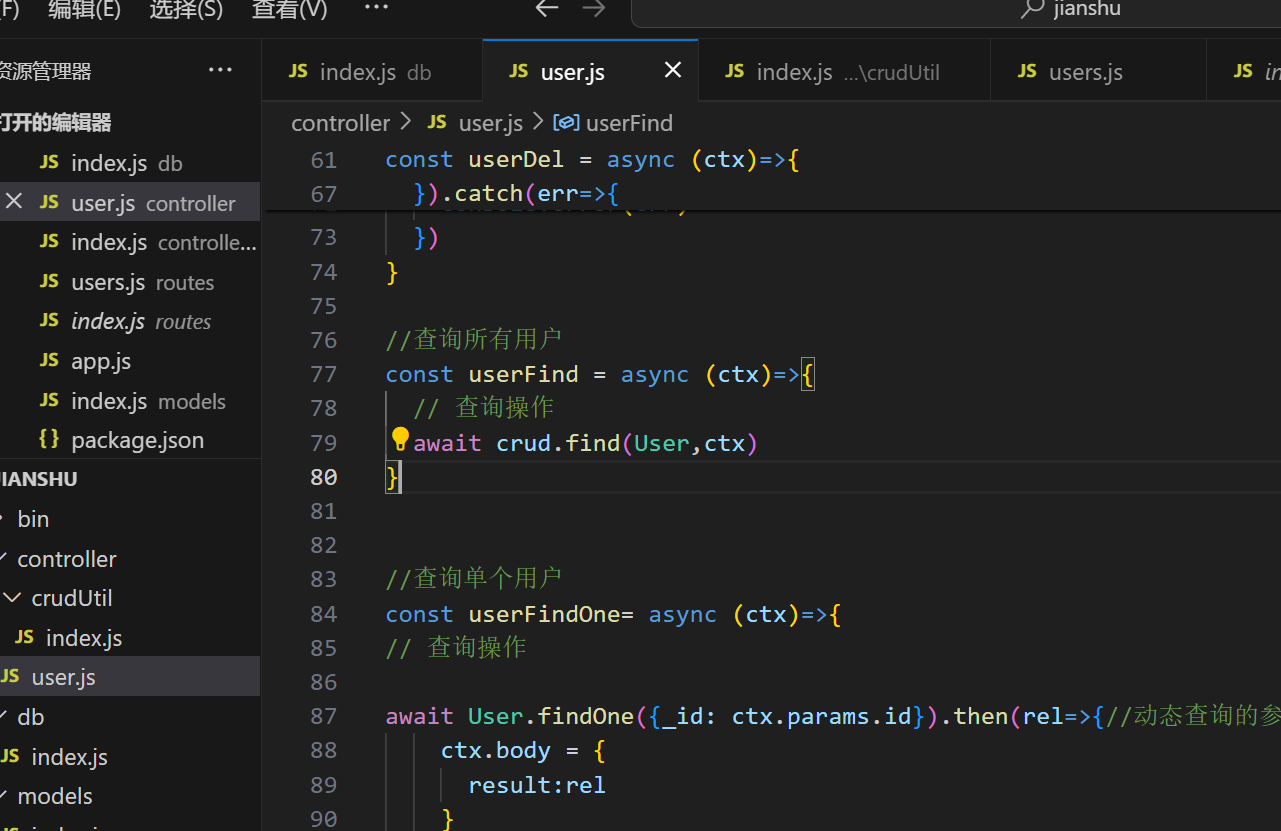 F) 编辑(E) 选择(S) 查看(V) ··· ← → jianshu
资源管理器 ···
JS index.js db JS user.js × JS index.js ...\crudUtil JS users.js JS in
打开的编辑器
JS index.js db
× JS user.js controller
JS index.js controlle...
JS users.js routes
JS index.js routes
JS app.js
JS index.js models
{} package.json
JIANSHU
bin
controller
crudUtil
JS index.js
JS user.js
db
JS index.js
models
controller > JS user.js > userFind
61 const userDel = async (ctx)=>{
67 }).catch(err=>{
73 })
74 }
75
76 //查询所有用户
77 const userFind = async (ctx)=>{
78 // 查询操作
79 await crud.find(User,ctx)
80 }
81
82
83 //查询单个用户
84 const userFindOne= async (ctx)=>{
85 // 查询操作
86
87 await User.findOne({_id: ctx.params.id}).then(rel=>{//动态查询的参
88 ctx.body = {
89 result:rel
90 }